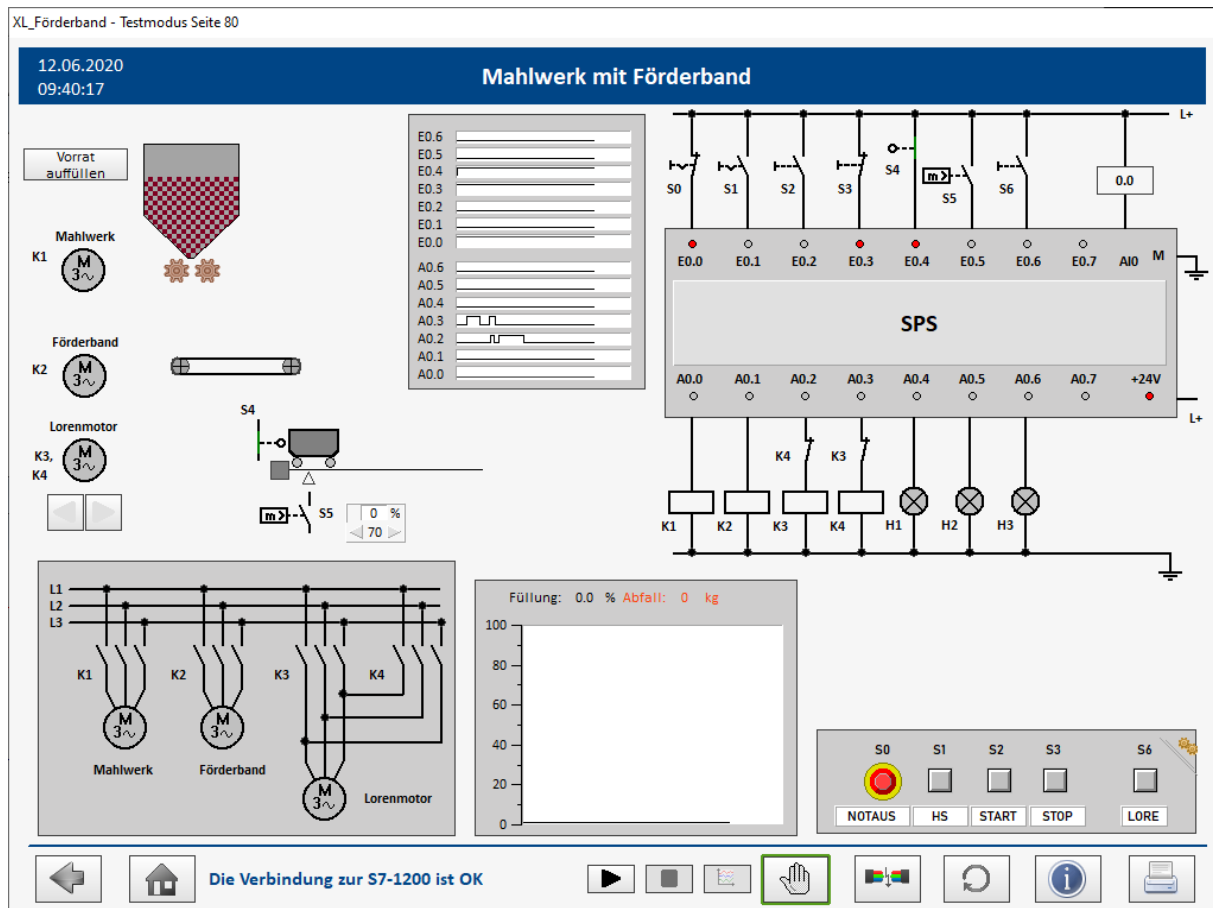 XL_Förderband - Testmodus Seite 80
12.06.2020
09:40:17
Mahlwerk mit Förderband
Vorrat
auffüllen
Mahlwerk
K1
M
3~
Förderband
K2
M
3~
Lorenmotor
K3,
K4
M
3~
S4
S5
m>
0 %
70
E0.6
E0.5
E0.4
E0.3
E0.2
E0.1
E0.0
A0.6
A0.5
A0.4
A0.3
A0.2
A0.1
A0.0
L+
S0 S1 S2 S3 S4 m> S5 S6 0.0
E0.0 E0.1 E0.2 E0.3 E0.4 E0.5 E0.6 E0.7 AI0 M
SPS
A0.0 A0.1 A0.2 A0.3 A0.4 A0.5 A0.6 A0.7 +24V
L+
K4 K3
K1 K2 K3 K4 H1 H2 H3
L1
L2
L3
K1 K2 K3 K4
M
3~
M
3~
Mahlwerk Förderband
M
3~
Lorenmotor
Füllung: 0.0 % Abfall: 0 kg
100
80
60
40
20
0
S0 S1 S2 S3 S6
NOTAUS HS START STOP LORE
Die Verbindung zur S7-1200 ist OK